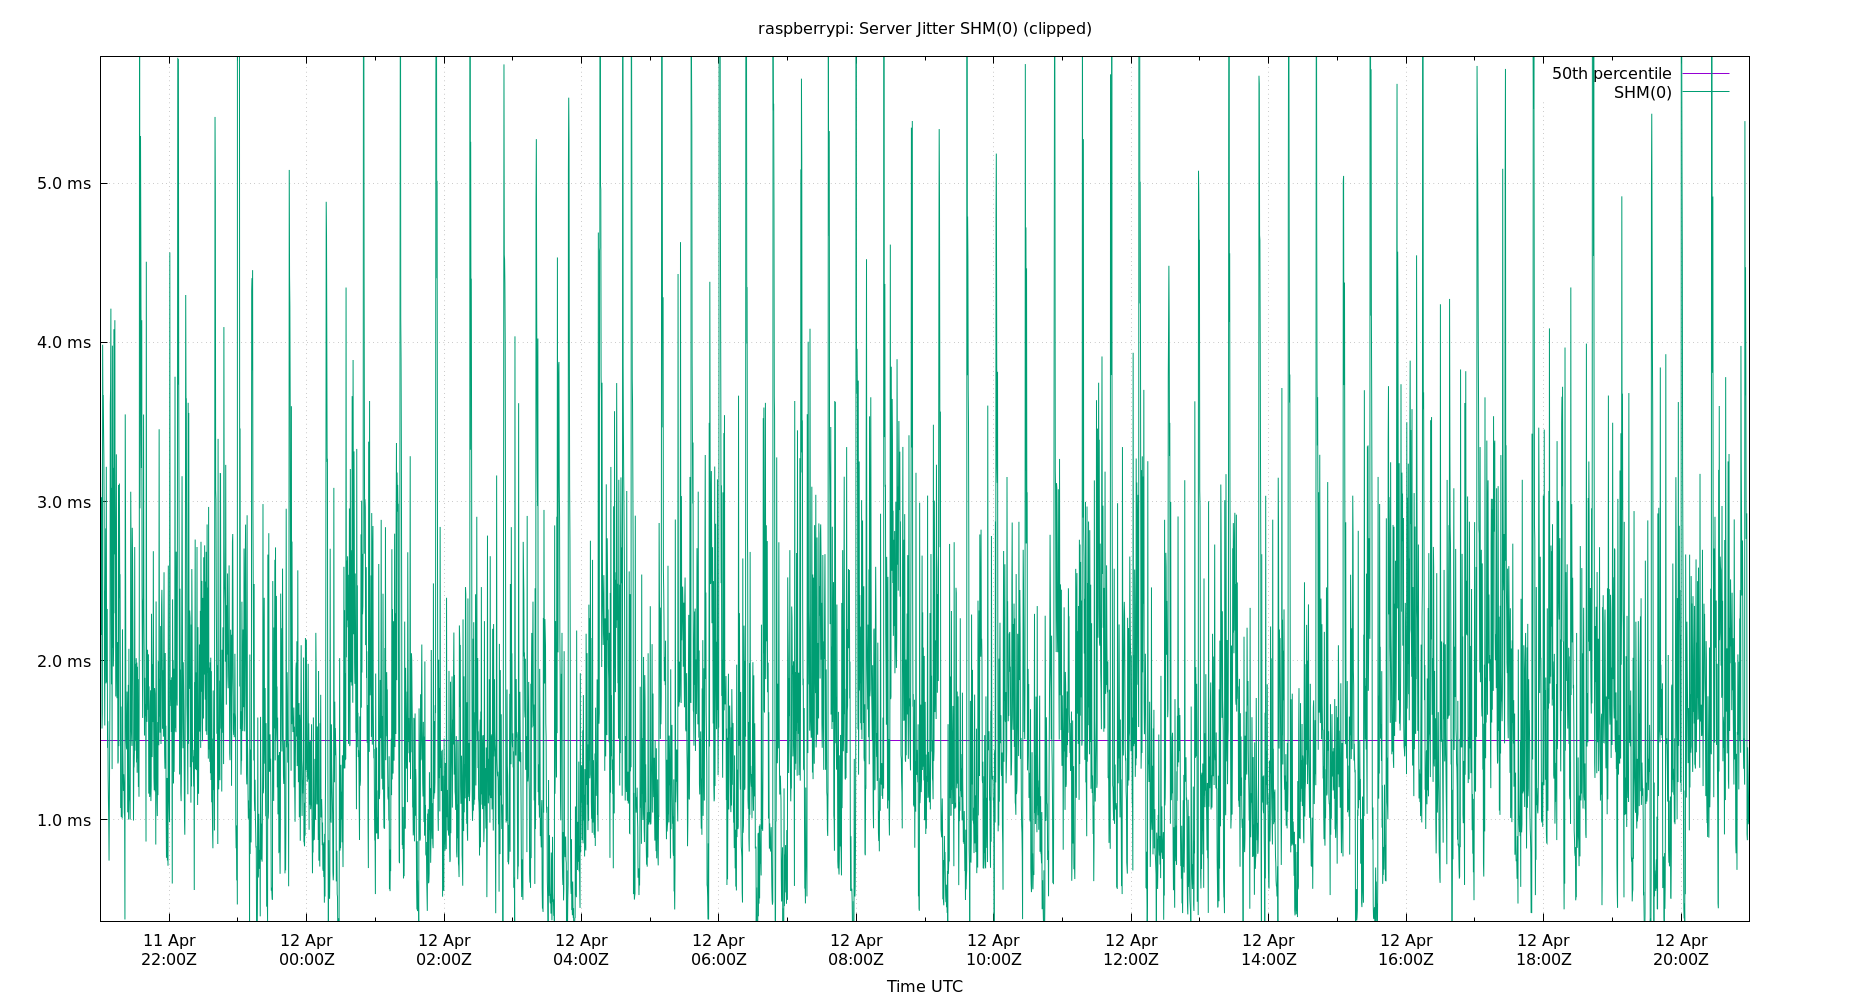 raspberrypi: Server Jitter SHM(0) (clipped)
50th percentile
SHM(0)
5.0 ms
4.0 ms
3.0 ms
2.0 ms
1.0 ms
11 Apr 12 Apr 12 Apr 12 Apr 12 Apr 12 Apr 12 Apr 12 Apr 12 Apr 12 Apr 12 Apr 12 Apr
22:00Z 00:00Z 02:00Z 04:00Z 06:00Z 08:00Z 10:00Z 12:00Z 14:00Z 16:00Z 18:00Z 20:00Z
Time UTC